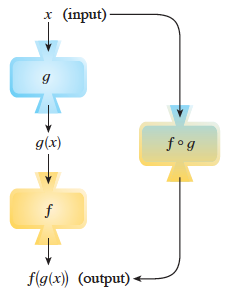 x (input)
g
g(x)
f ∘ g
f
f(g(x)) (output)